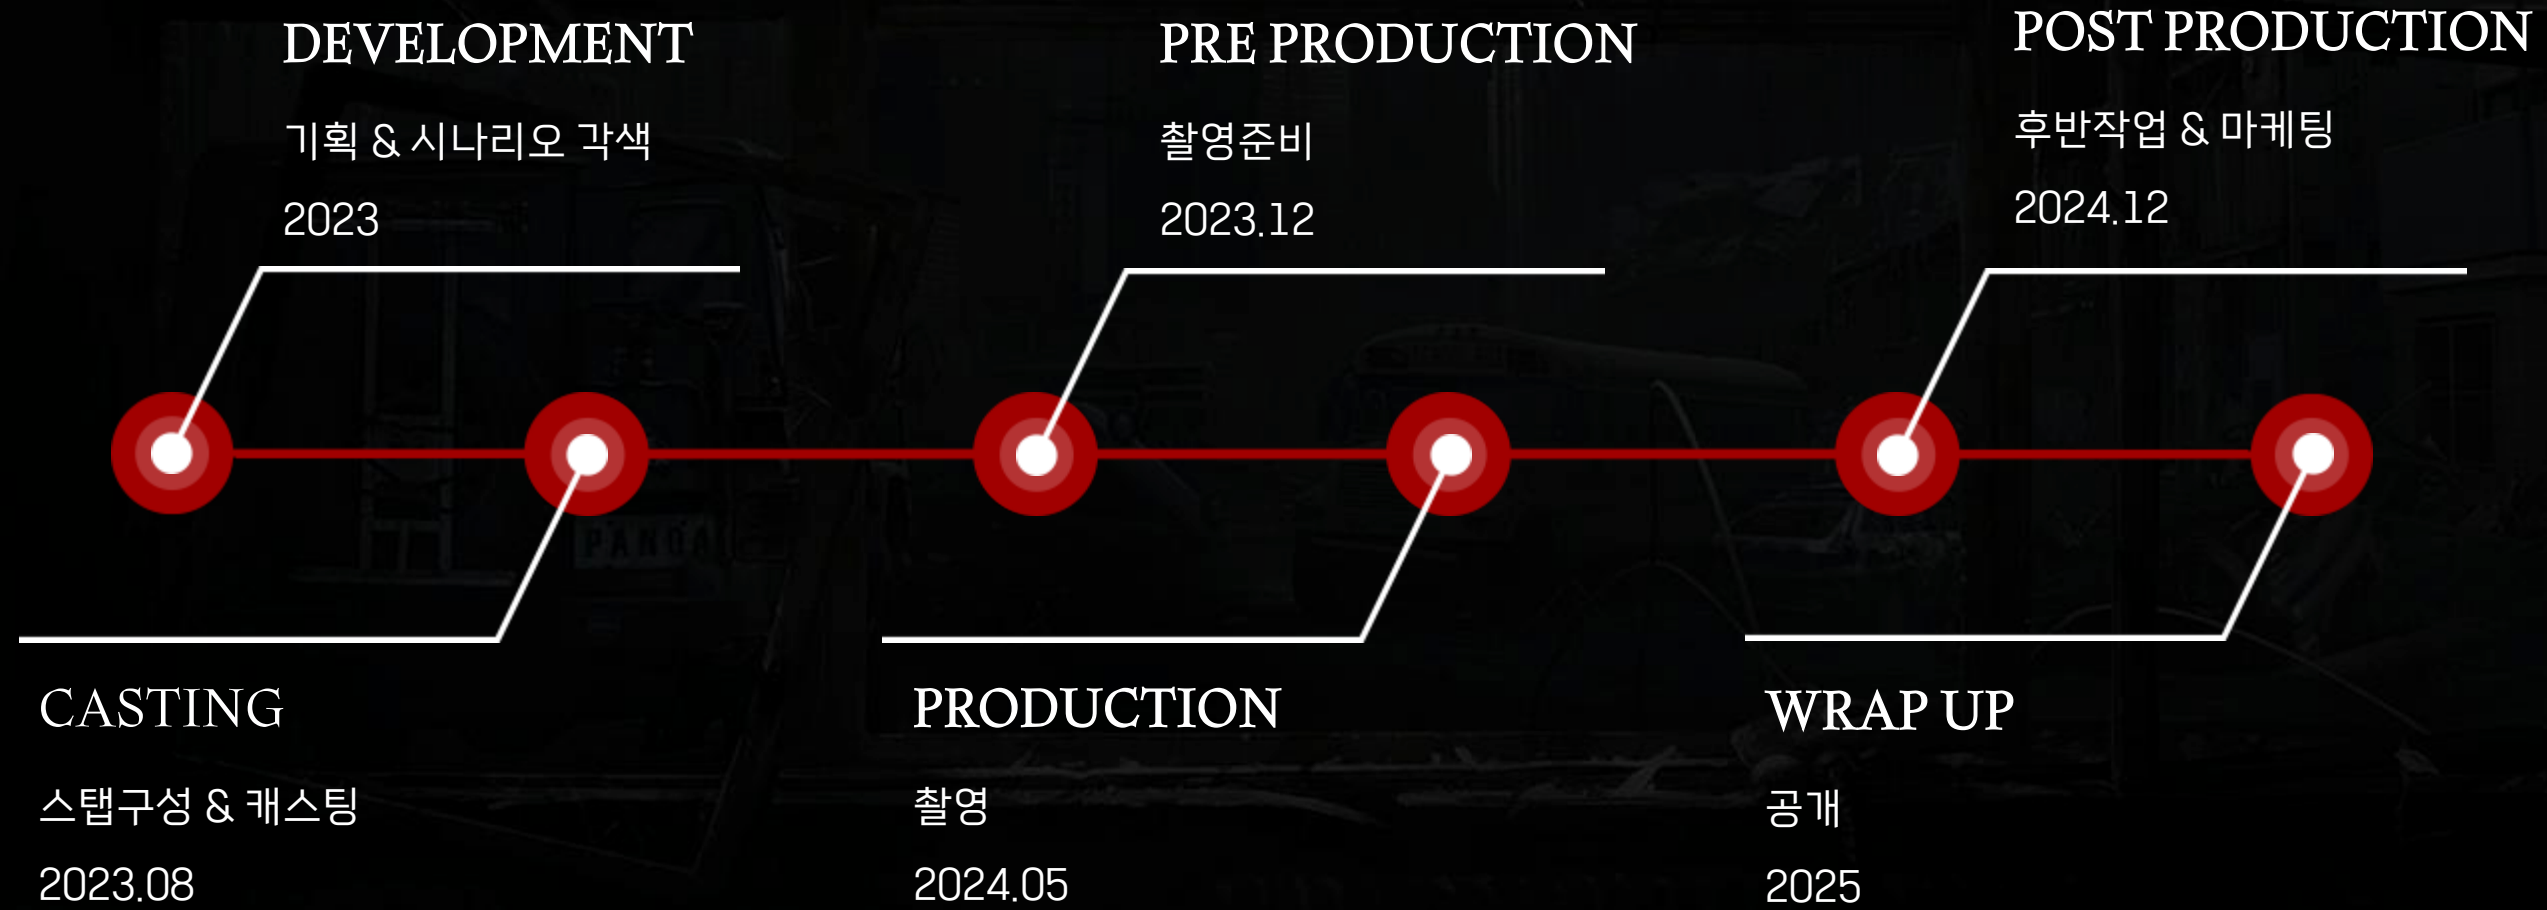 DEVELOPMENT
기획 & 시나리오 각색
2023
CASTING
스탭구성 & 캐스팅
2023.08
PRE PRODUCTION
촬영준비
2023.12
PRODUCTION
촬영
2024.05
POST PRODUCTION
후반작업 & 마케팅
2024.12
WRAP UP
공개
2025
PANDA